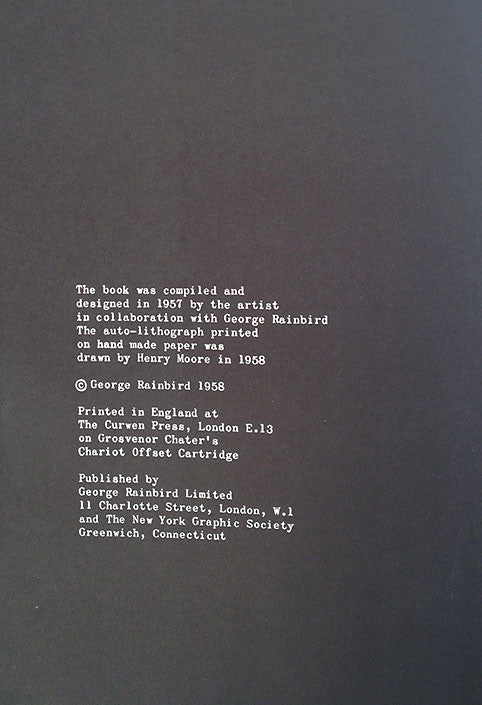 The book was compiled and
designed in 1957 by the artist
in collaboration with George Rainbird
The auto-lithograph printed
on hand made paper was
drawn by Henry Moore in 1958
© George Rainbird 1958
Printed in England at
The Curwen Press, London E.13
on Grosvenor Chater's
Chariot Offset Cartridge
Published by
George Rainbird Limited
11 Charlotte Street, London, W.1
and The New York Graphic Society
Greenwich, Connecticut